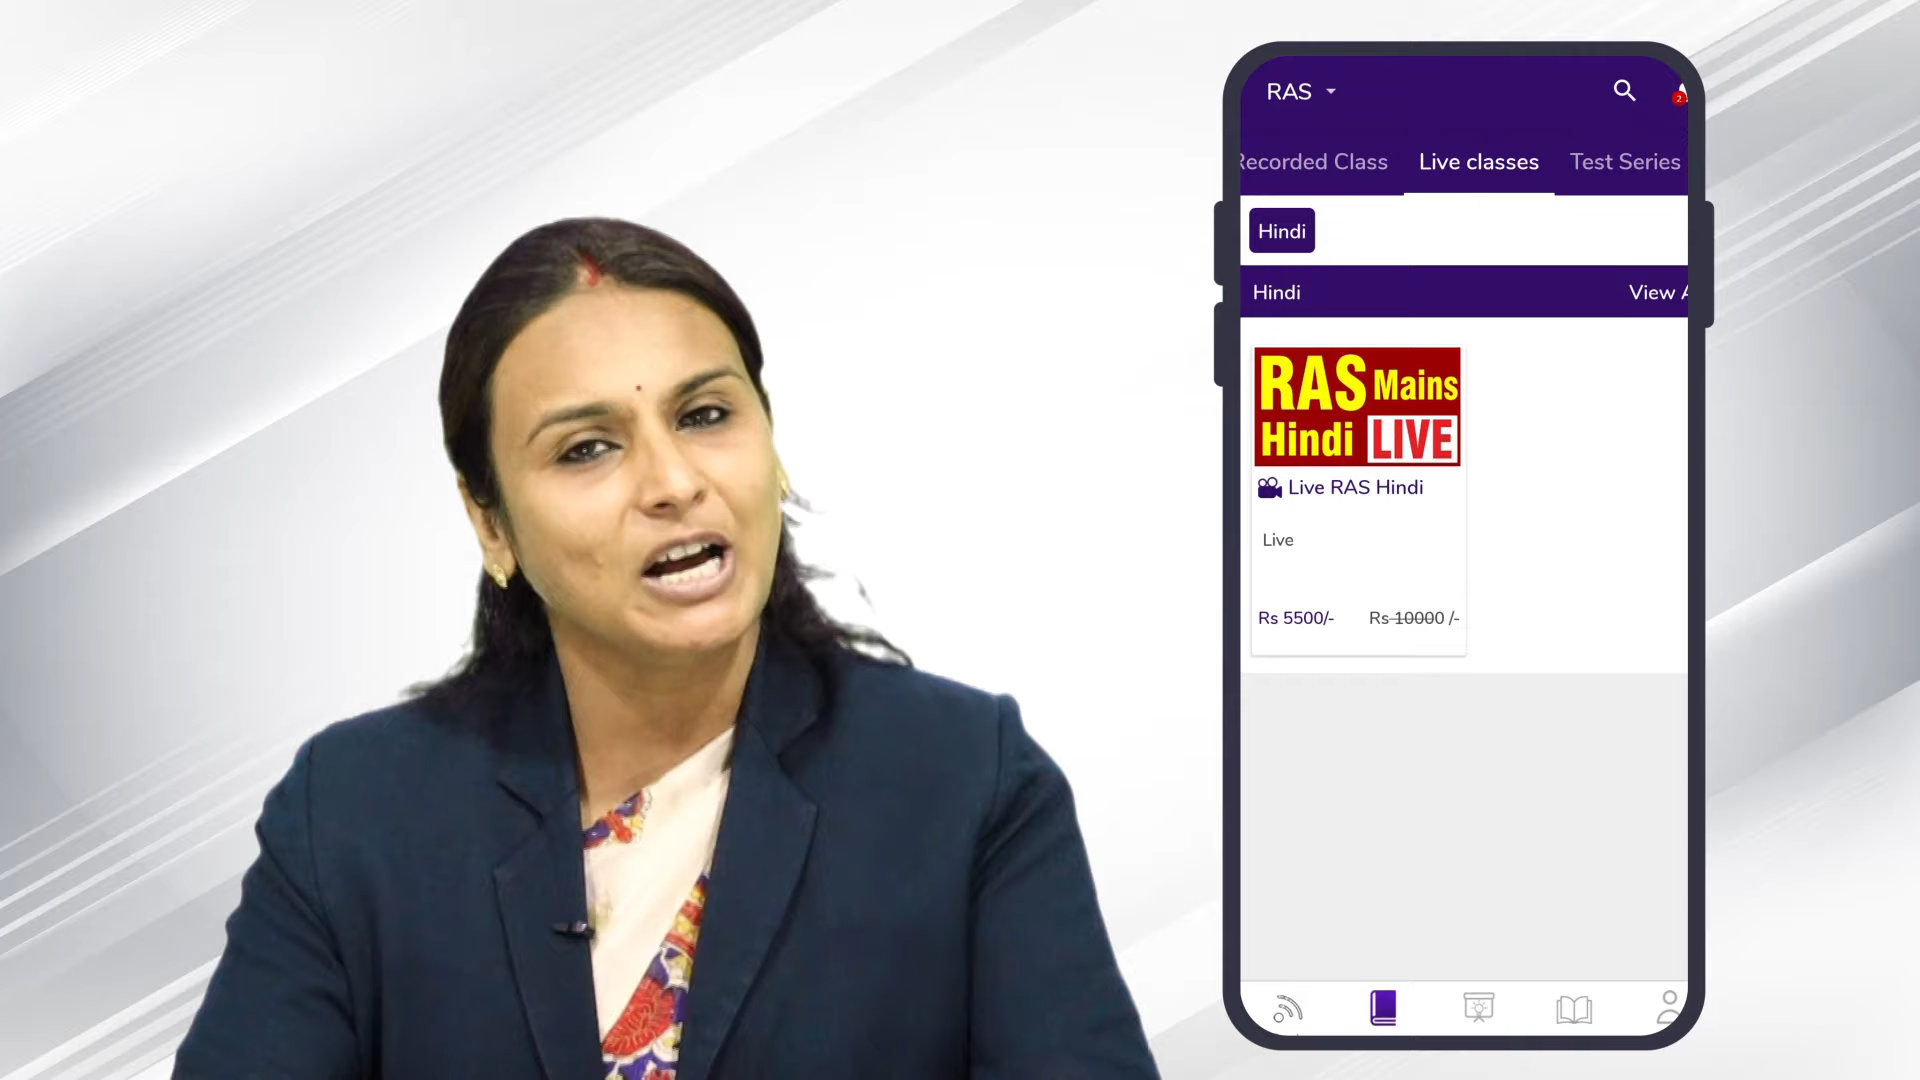 RAS
2
Recorded Class Live classes Test Series
Hindi
Hindi View A
RAS Mains
Hindi LIVE
Live RAS Hindi
Live
Rs 5500/- Rs 10000 /-